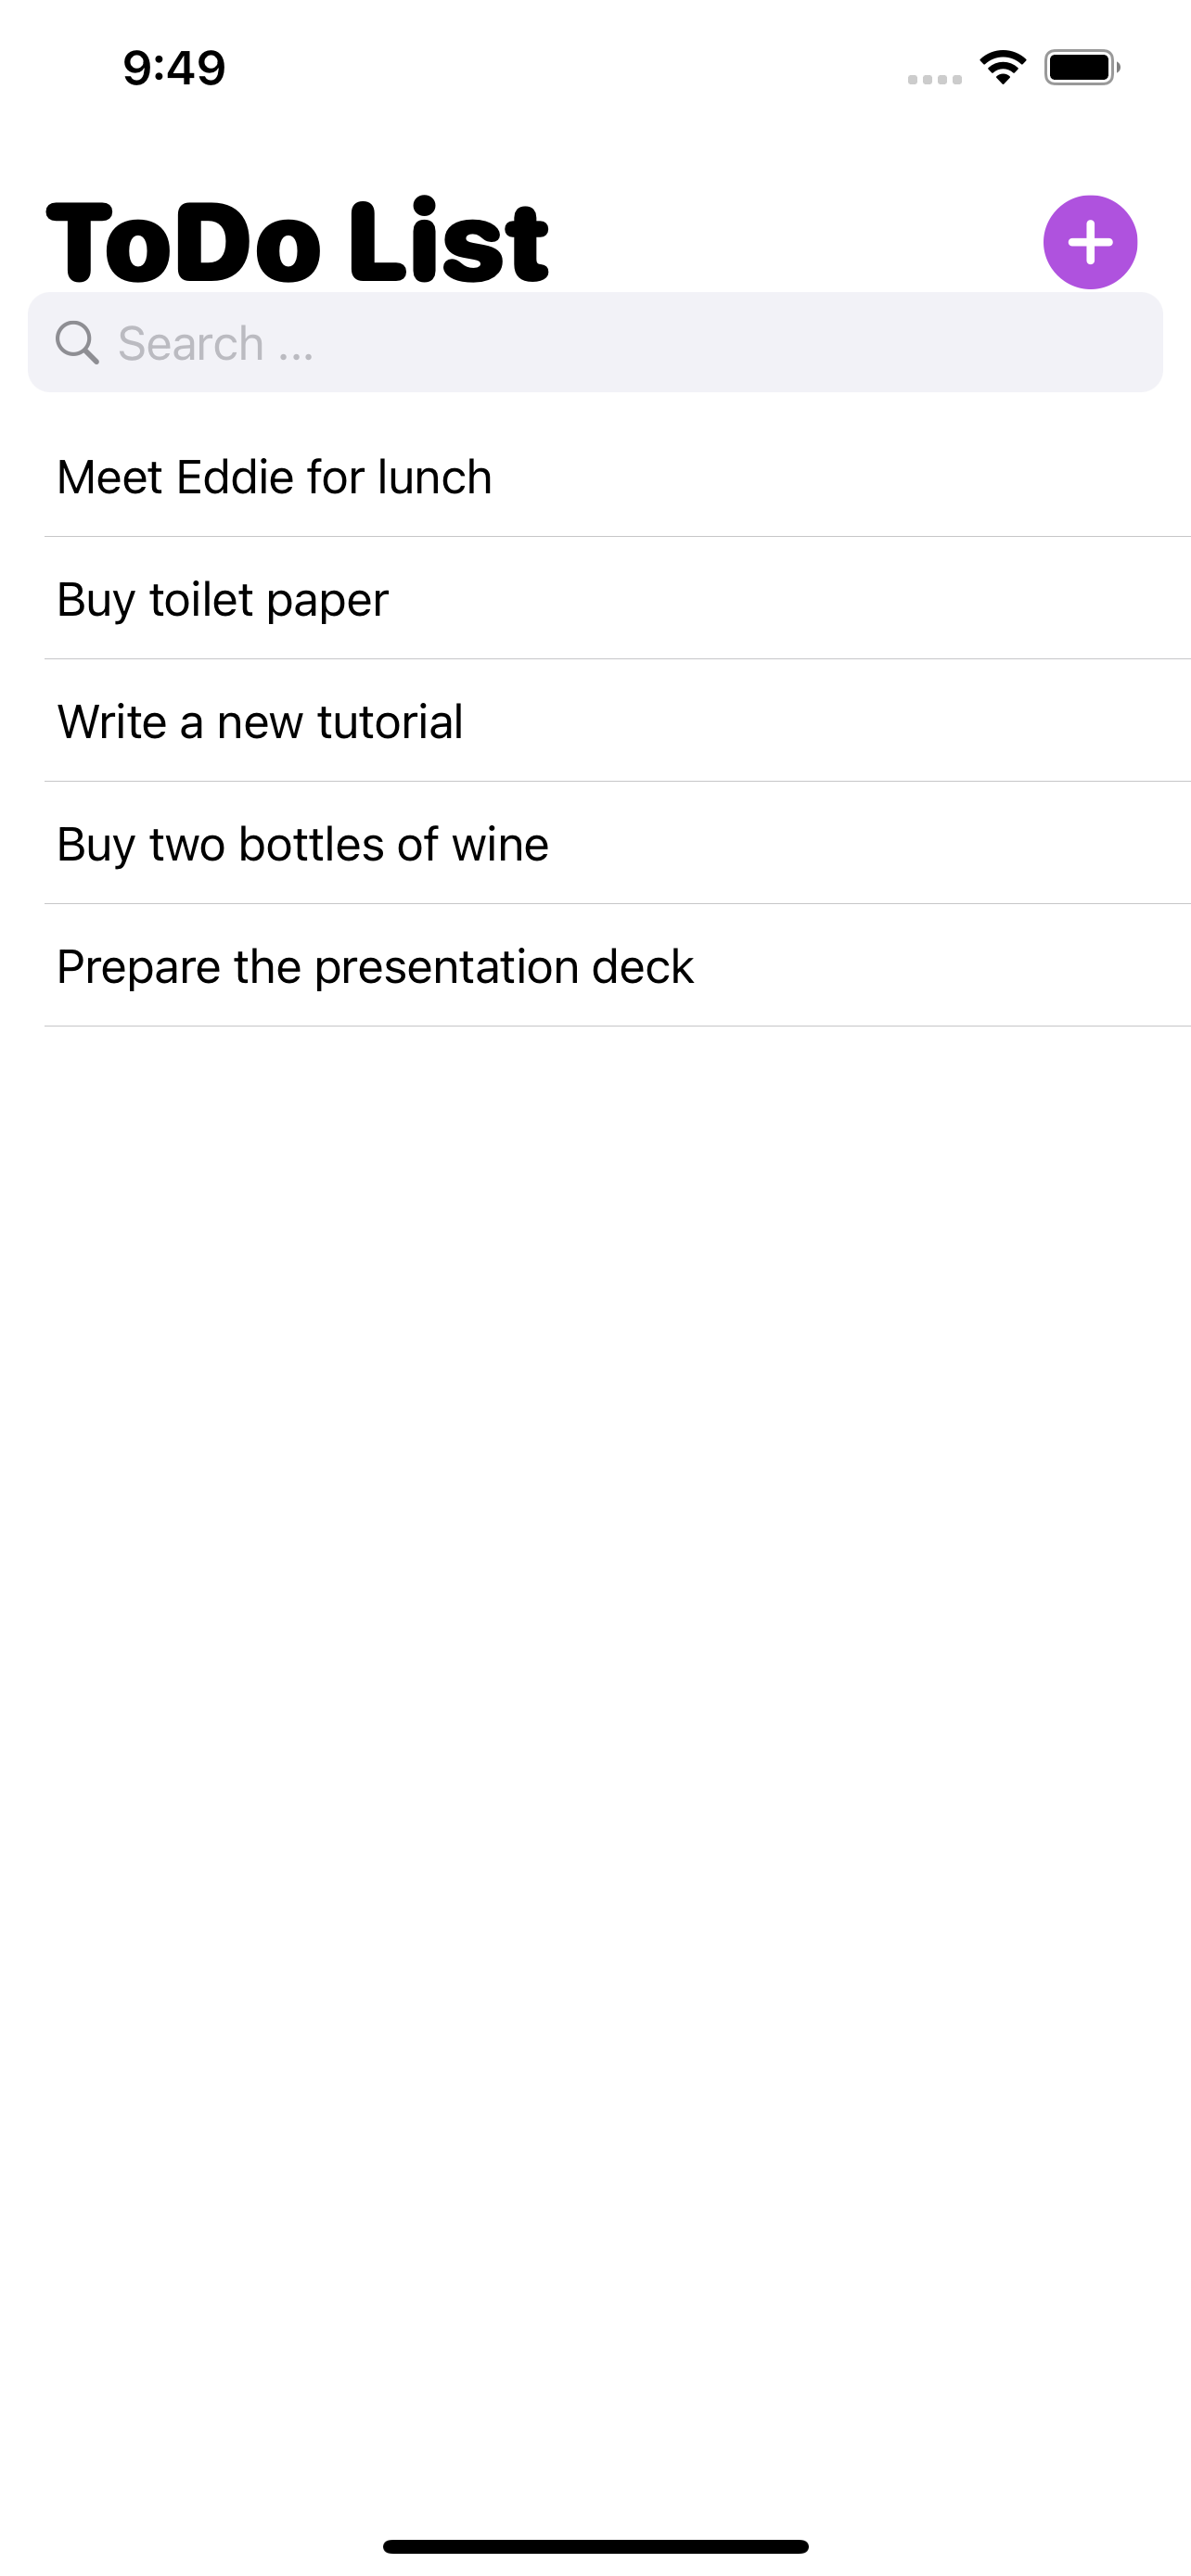 9:49
ToDo List
Search ...
Meet Eddie for lunch
Buy toilet paper
Write a new tutorial
Buy two bottles of wine
Prepare the presentation deck